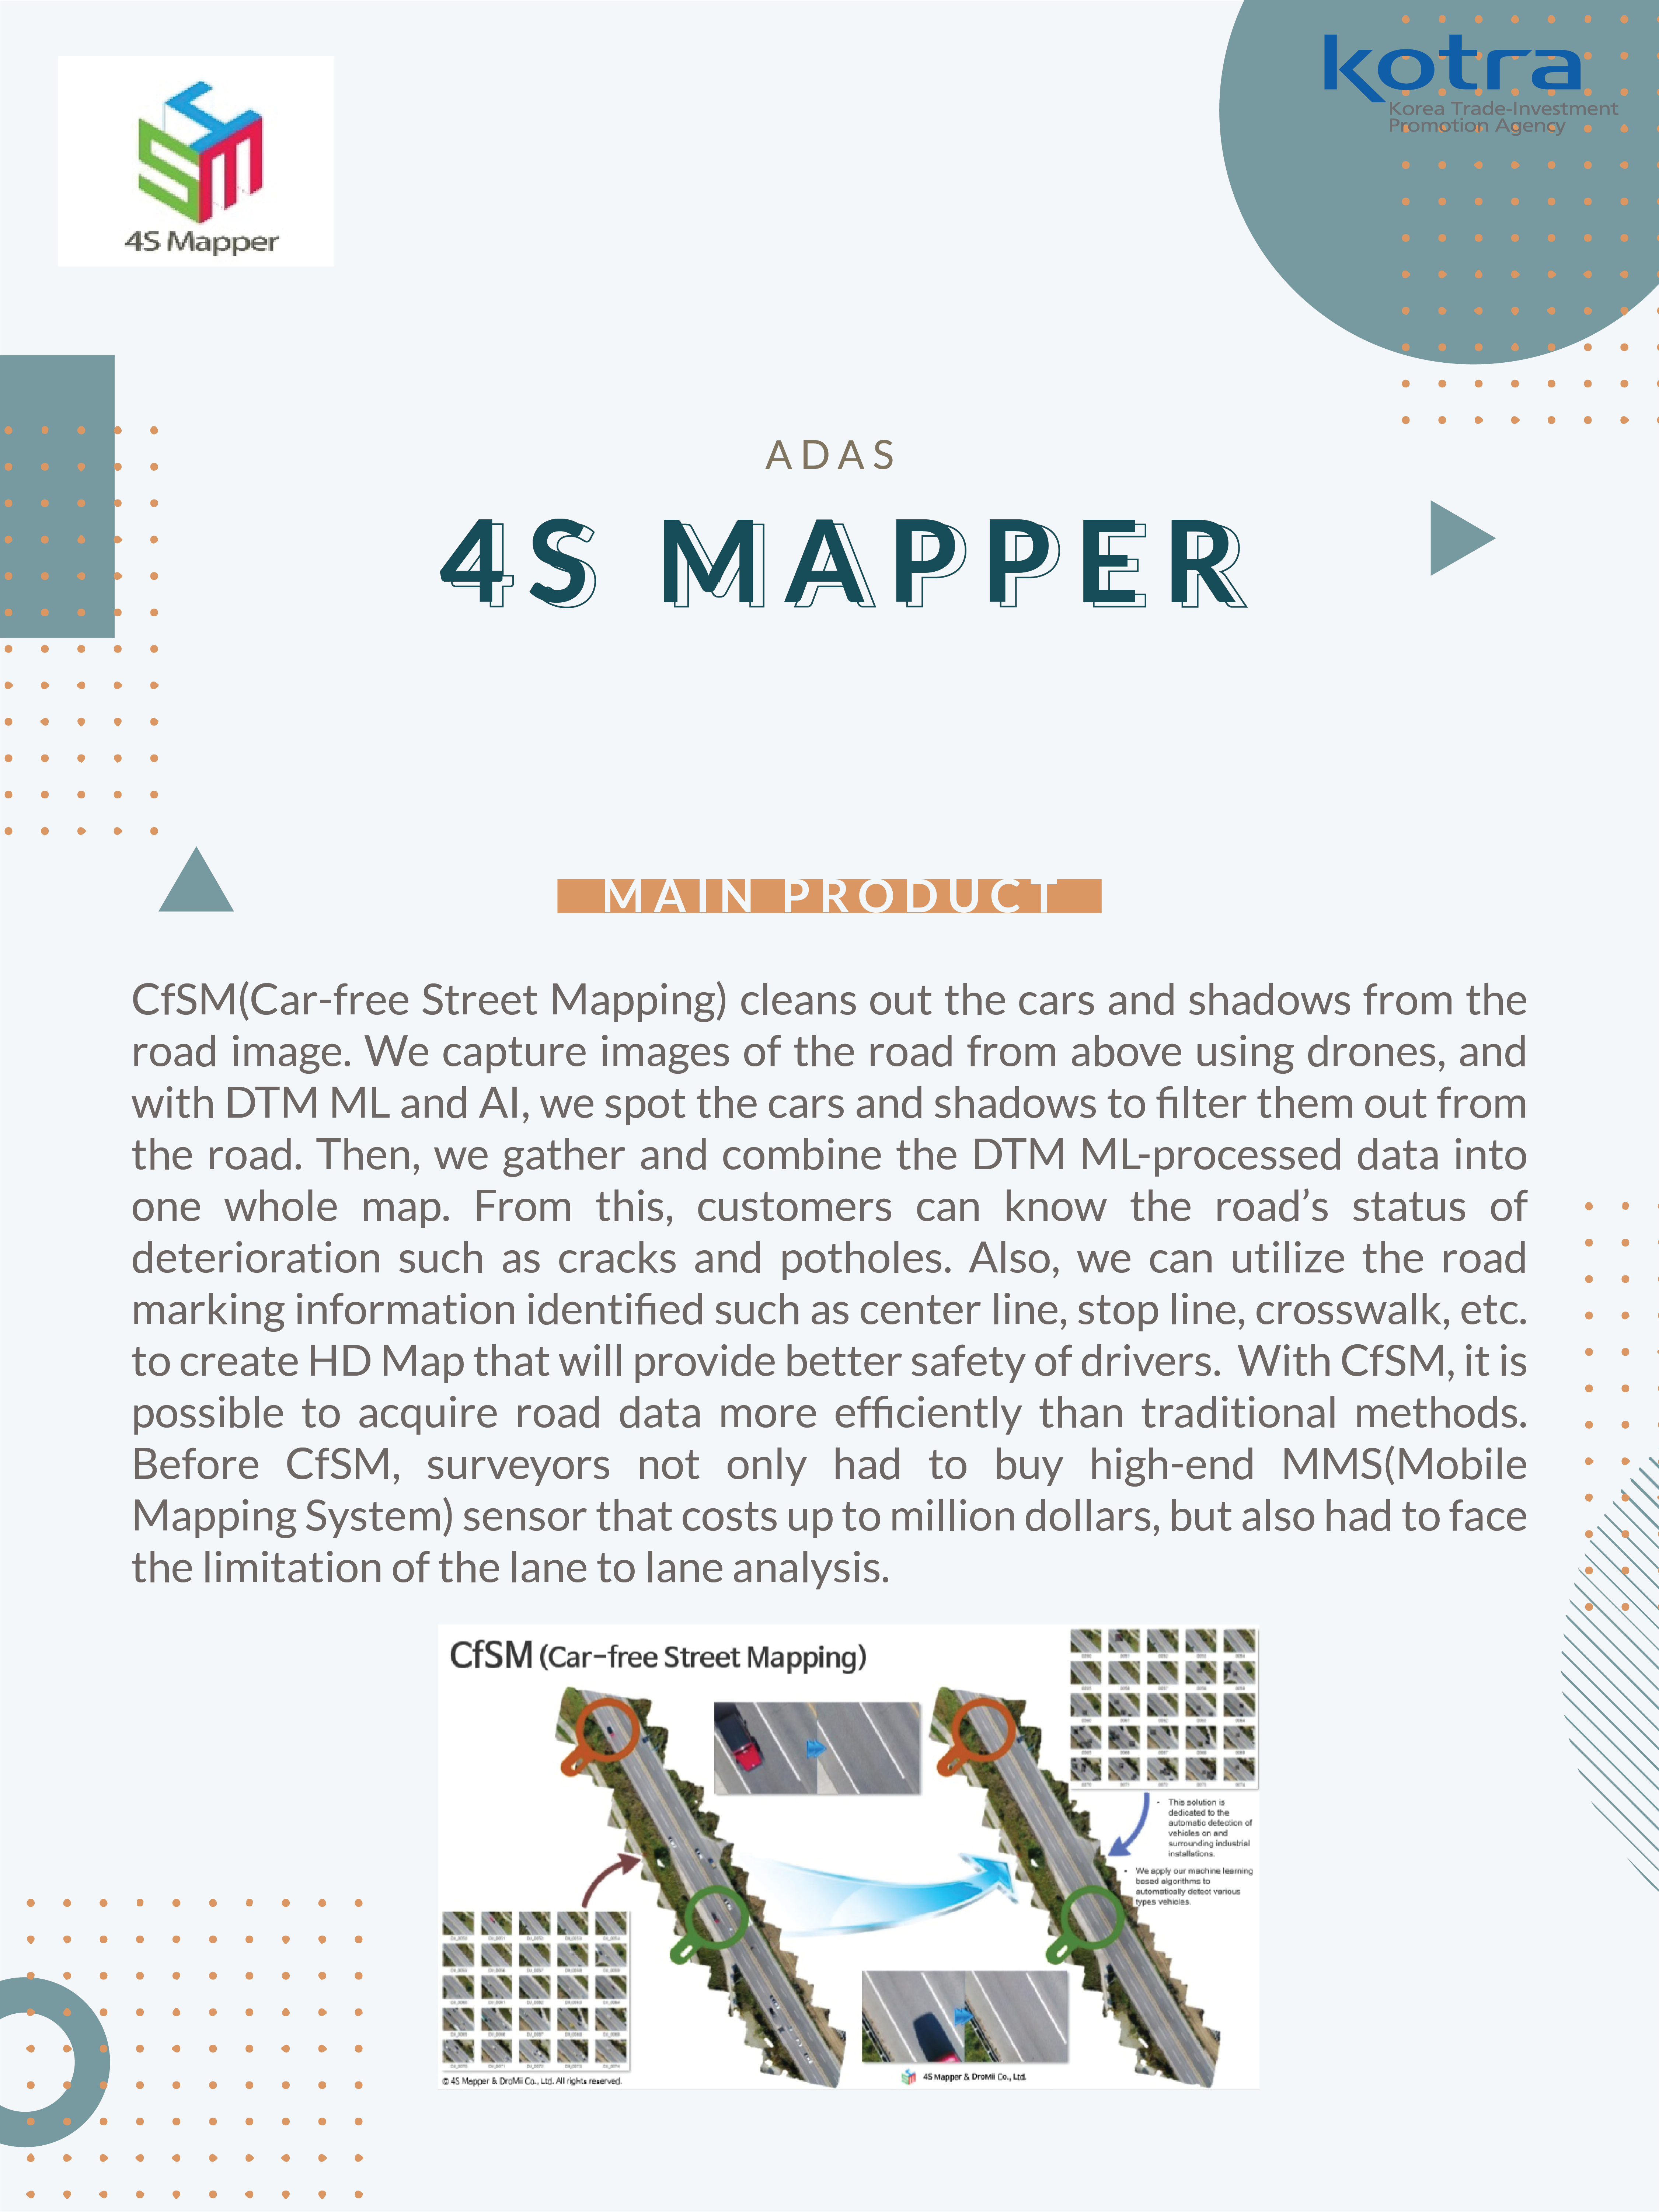 4S Mapper
kotra
Korea Trade-Investment
Promotion Agency
ADAS
4S MAPPER
MAIN PRODUCT
CfSM(Car-free Street Mapping) cleans out the cars and shadows from the
road image. We capture images of the road from above using drones, and
with DTM ML and AI, we spot the cars and shadows to filter them out from
the road. Then, we gather and combine the DTM ML-processed data into
one whole map. From this, customers can know the road’s status of
deterioration such as cracks and potholes. Also, we can utilize the road
marking information identified such as center line, stop line, crosswalk, etc.
to create HD Map that will provide better safety of drivers.  With CfSM, it is
possible to acquire road data more efficiently than traditional methods.
Before CfSM, surveyors not only had to buy high-end MMS(Mobile
Mapping System) sensor that costs up to million dollars, but also had to face
the limitation of the lane to lane analysis.
CfSM (Car-free Street Mapping)
• This solution is
dedicated to the
automatic detection of
vehicles on and
surrounding industrial
installations.
• We apply our machine learning
based algorithms to
automatically detect various
types vehicles.
© 4S Mapper & DroMii Co., Ltd. All rights reserved.
4S Mapper & DroMii Co., Ltd.